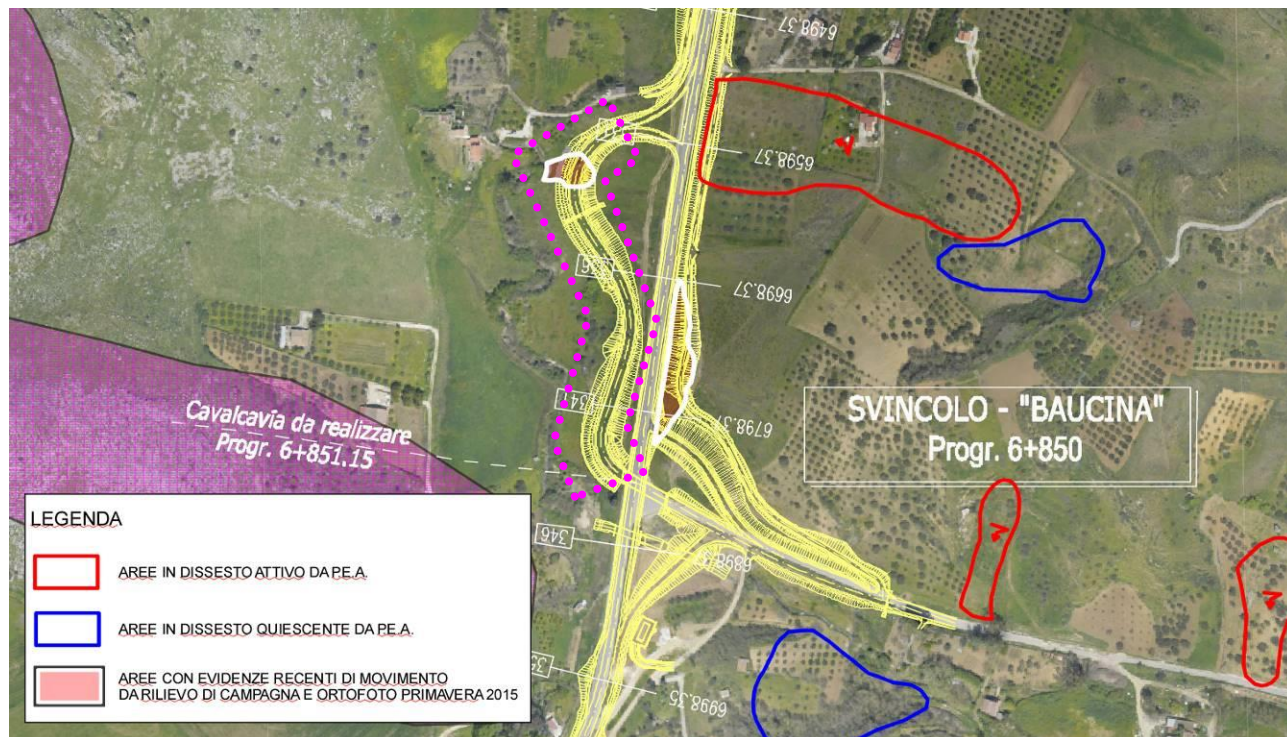 6498.37
6598.37
6698.37
6798.37
SVINCOLO - "BAUCINA"
Progr. 6+850
Cavalcavia da realizzare
Progr. 6+851.15
346
6998.35
LEGENDA
AREE IN DISSESTO ATTIVO DA P.E.A.
AREE IN DISSESTO QUIESCENTE DA P.E.A.
AREE CON EVIDENZE RECENTI DI MOVIMENTO
DA RILIEVO DI CAMPAGNA E ORTOFOTO PRIMAVERA 2015